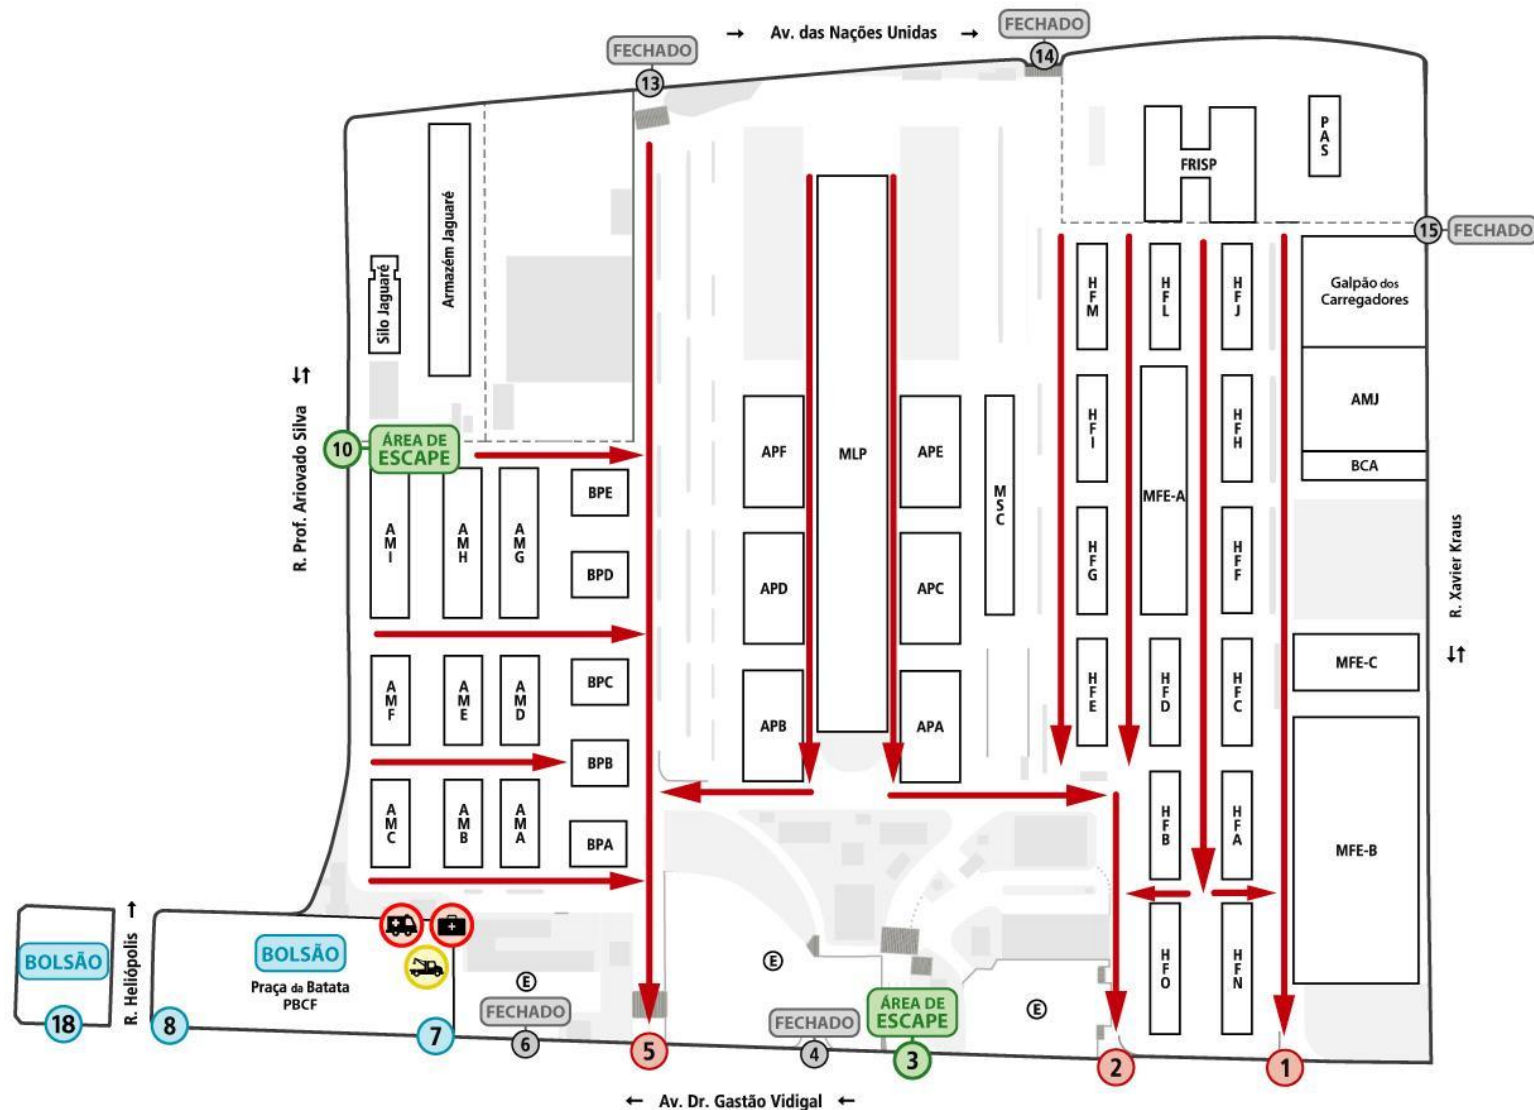 FECHADO
14
→ Av. das Nações Unidas →
FECHADO
13
PAS
FRISP
Armazém Jaguaré
Silo Jaguaré
15
FECHADO
HFM
HFL
HFJ
Galpão dos
Carregadores
R. Prof. Ariovado Silva ↓↑
10
ÁREA DE
ESCAPE
APF
MLP
APE
MSC
HFI
MFE-A
HFH
AMJ
BCA
AMI
AMH
AMG
BPE
BPD
APD
APC
HFG
HFF
R. Xavier Kraus
↓↑
AMF
AME
AMD
BPC
BPB
APB
APA
HFE
HFD
HFC
MFE-C
AMC
AMB
AMA
BPA
HFB
HFA
MFE-B
BOLSÃO
18
R. Heliópolis →
BOLSÃO
Praça da Batata
PBCF
8
7
E
FECHADO
6
5
E
FECHADO
4
ÁREA DE
ESCAPE
3
E
HFO
HFN
2
1
← Av. Dr. Gastão Vidigal ←